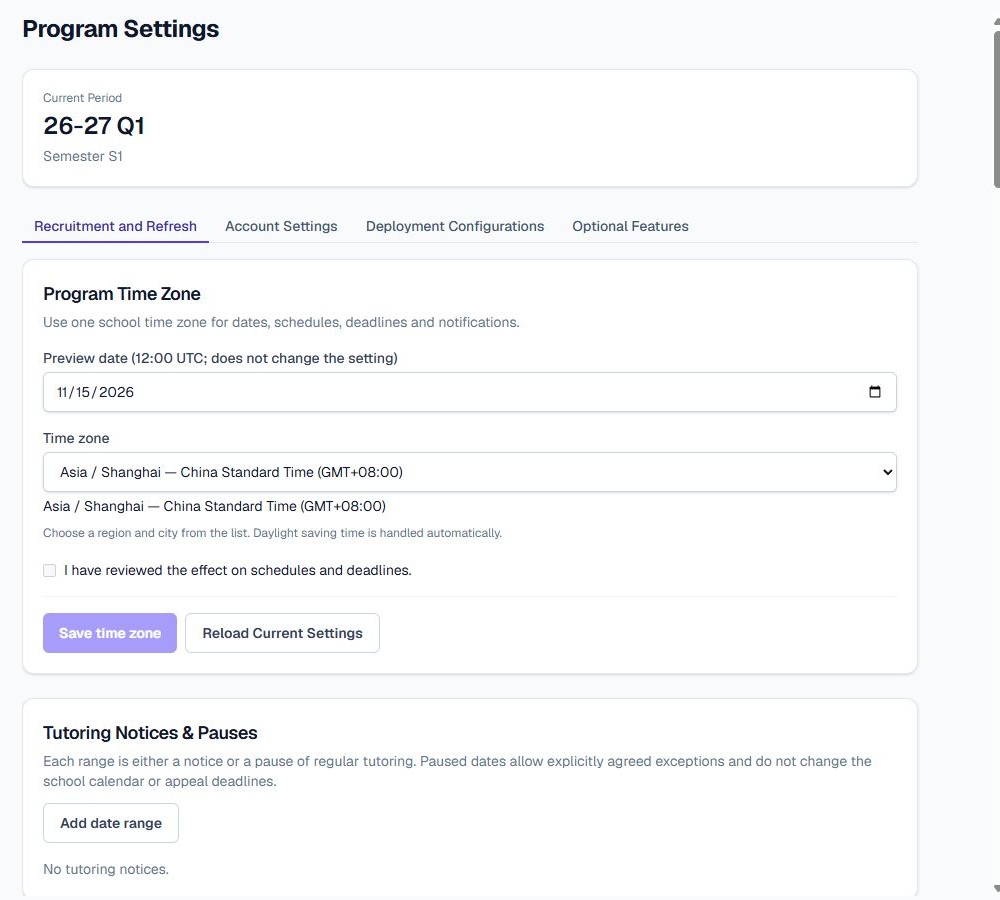 Program Settings
Current Period
26-27 Q1
Semester S1
Recruitment and Refresh
Account Settings
Deployment Configurations
Optional Features
Program Time Zone
Use one school time zone for dates, schedules, deadlines and notifications.
Preview date (12:00 UTC; does not change the setting)
11/15/2026
Time zone
Asia / Shanghai — China Standard Time (GMT+08:00)
Asia / Shanghai — China Standard Time (GMT+08:00)
Choose a region and city from the list. Daylight saving time is handled automatically.
I have reviewed the effect on schedules and deadlines.
Save time zone
Reload Current Settings
Tutoring Notices & Pauses
Each range is either a notice or a pause of regular tutoring. Paused dates allow explicitly agreed exceptions and do not change the
school calendar or appeal deadlines.
Add date range
No tutoring notices.